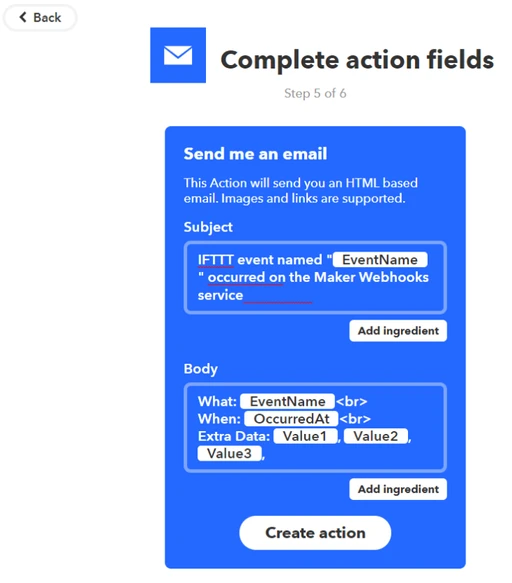 Back
Complete action fields
Step 5 of 6
Send me an email
This Action will send you an HTML based
email. Images and links are supported.
Subject
IFTTT event named " EventName
" occurred on the Maker Webhooks
service
Add ingredient
Body
What: EventName <br>
When: OccurredAt <br>
Extra Data: Value1, Value2,
Value3,
Add ingredient
Create action